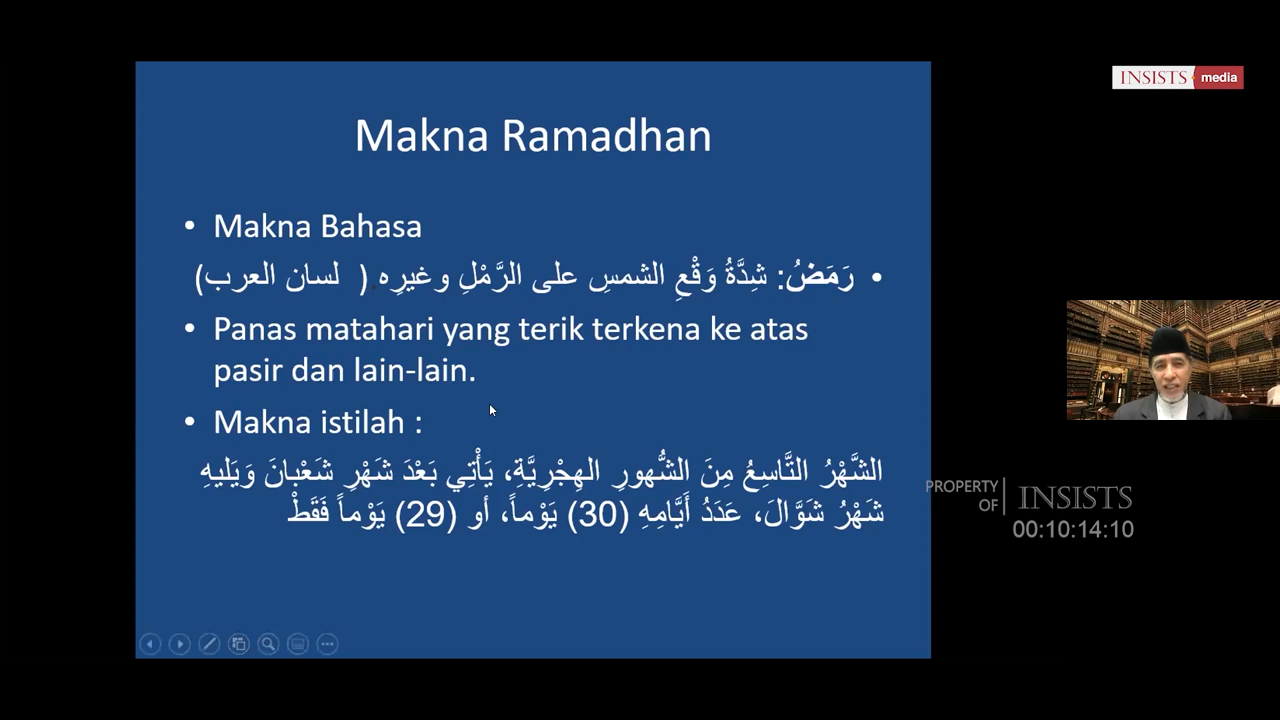 INSISTS media
Makna Ramadhan
• Makna Bahasa
• رَمَضُ: شِدَّةُ وَقْعِ الشمسِ على الرَّمْلِ وغيرِه ( لسان العرب)
• Panas matahari yang terik terkena ke atas
pasir dan lain-lain.
• Makna istilah :
الشَّهْرُ التَّاسِعُ مِنَ الشُّهورِ الهِجْرِيَّةِ، يَأْتِي بَعْدَ شَهْرِ شَعْبانَ وَيَليهِ
شَهْرُ شَوَّالَ، عَدَدُ أَيَّامِهِ (30) يَوْماً، أو (29) يَوْماً فَقَطْ
PROPERTY
OF
INSISTS
00:10:14:10